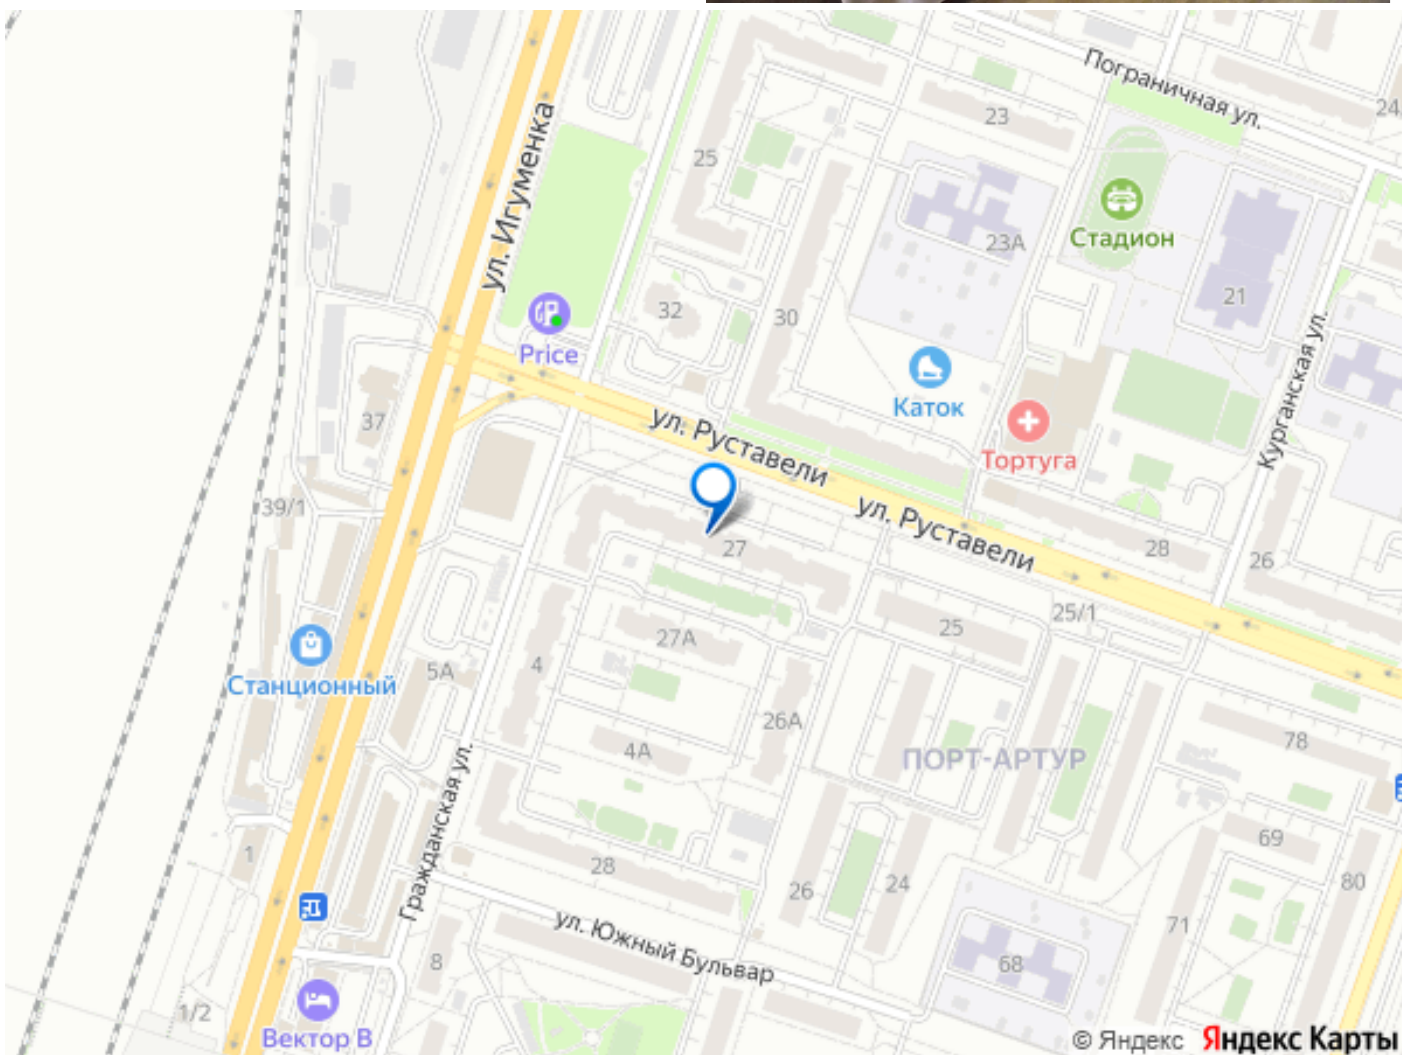 Пограничная ул.
24
23
25
ул. Игуменка
Стадион
23А
21
32
30
Price
Каток
Курганская ул.
37
ул. Руставели
Тортуга
39/1
ул. Руставели
27
28
26
25/1
25
27А
4
5А
Станционный
26А
4А
ПОРТ-АРТУР
78
Гражданская ул.
69
1
28
26
24
80
71
ул. Южный Бульвар
8
68
1/2
Вектор В
© Яндекс Яндекс Карты